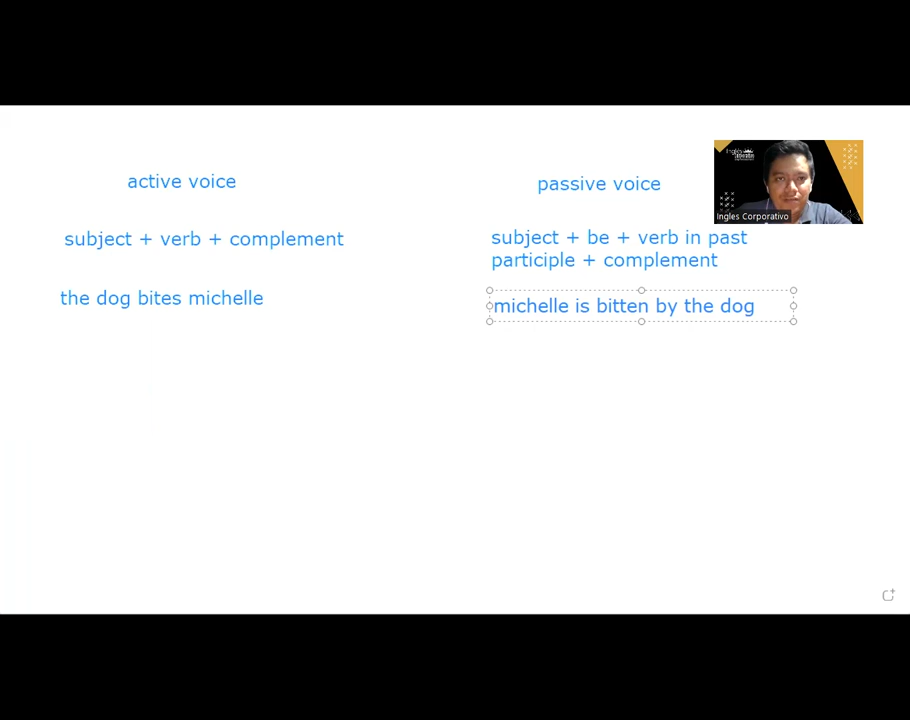 active voice
passive voice
Ingles Corporativo
subject + verb + complement
subject + be + verb in past
participle + complement
the dog bites michelle
michelle is bitten by the dog